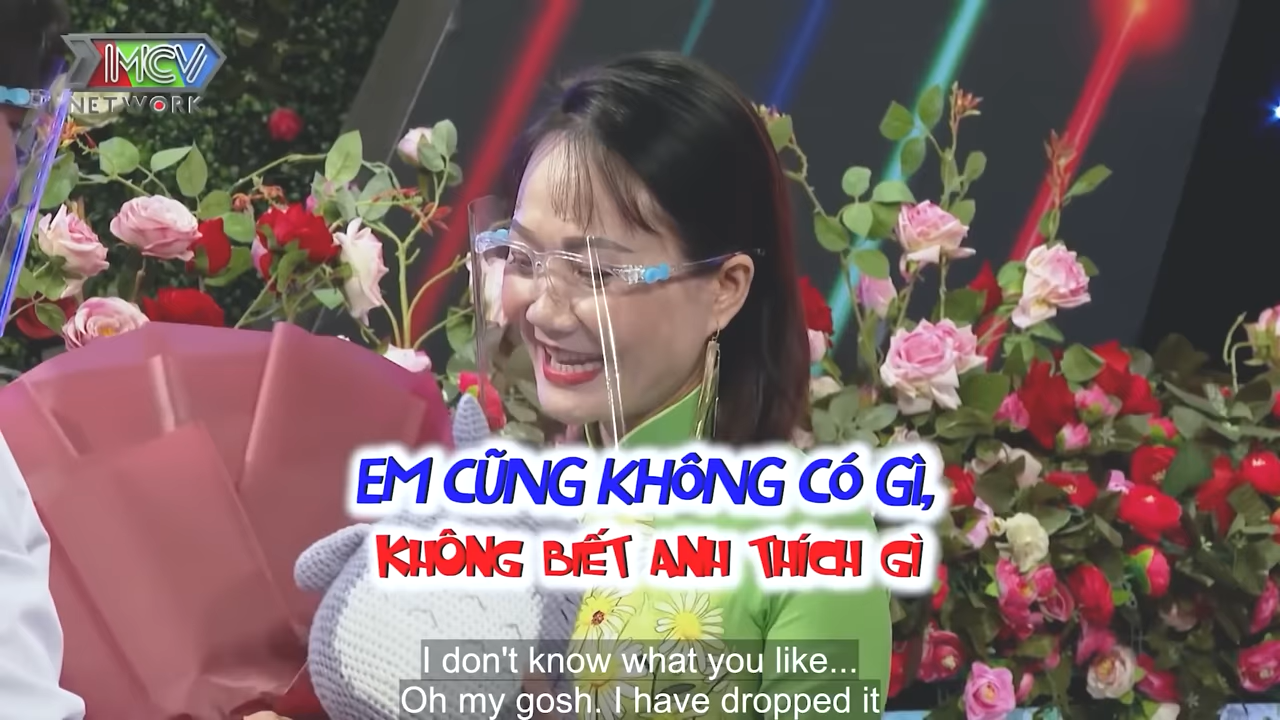 MCV
NETWORK
EM CŨNG KHÔNG CÓ GÌ,
KHÔNG BIẾT ANH THÍCH GÌ
I don't know what you like...
Oh my gosh. I have dropped it